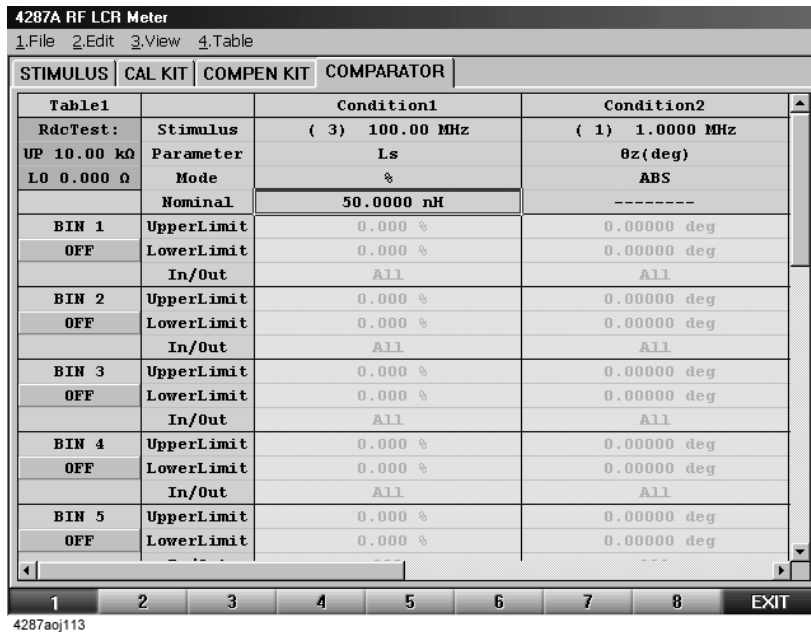 4287A RF LCR Meter
1.File 2.Edit 3.View 4.Table
STIMULUS CAL KIT COMPEN KIT COMPARATOR
Table1 Condition1 Condition2
RdcTest: Stimulus ( 3) 100.00 MHz ( 1) 1.0000 MHz
UP 10.00 kΩ Parameter Ls θz(deg)
LO 0.000 Ω Mode % ABS
Nominal 50.0000 nH --------
BIN 1 UpperLimit 0.000 % 0.00000 deg
OFF LowerLimit 0.000 % 0.00000 deg
In/Out All All
BIN 2 UpperLimit 0.000 % 0.00000 deg
OFF LowerLimit 0.000 % 0.00000 deg
In/Out All All
BIN 3 UpperLimit 0.000 % 0.00000 deg
OFF LowerLimit 0.000 % 0.00000 deg
In/Out All All
BIN 4 UpperLimit 0.000 % 0.00000 deg
OFF LowerLimit 0.000 % 0.00000 deg
In/Out All All
BIN 5 UpperLimit 0.000 % 0.00000 deg
OFF LowerLimit 0.000 % 0.00000 deg
1 2 3 4 5 6 7 8 EXIT
4287aoj113